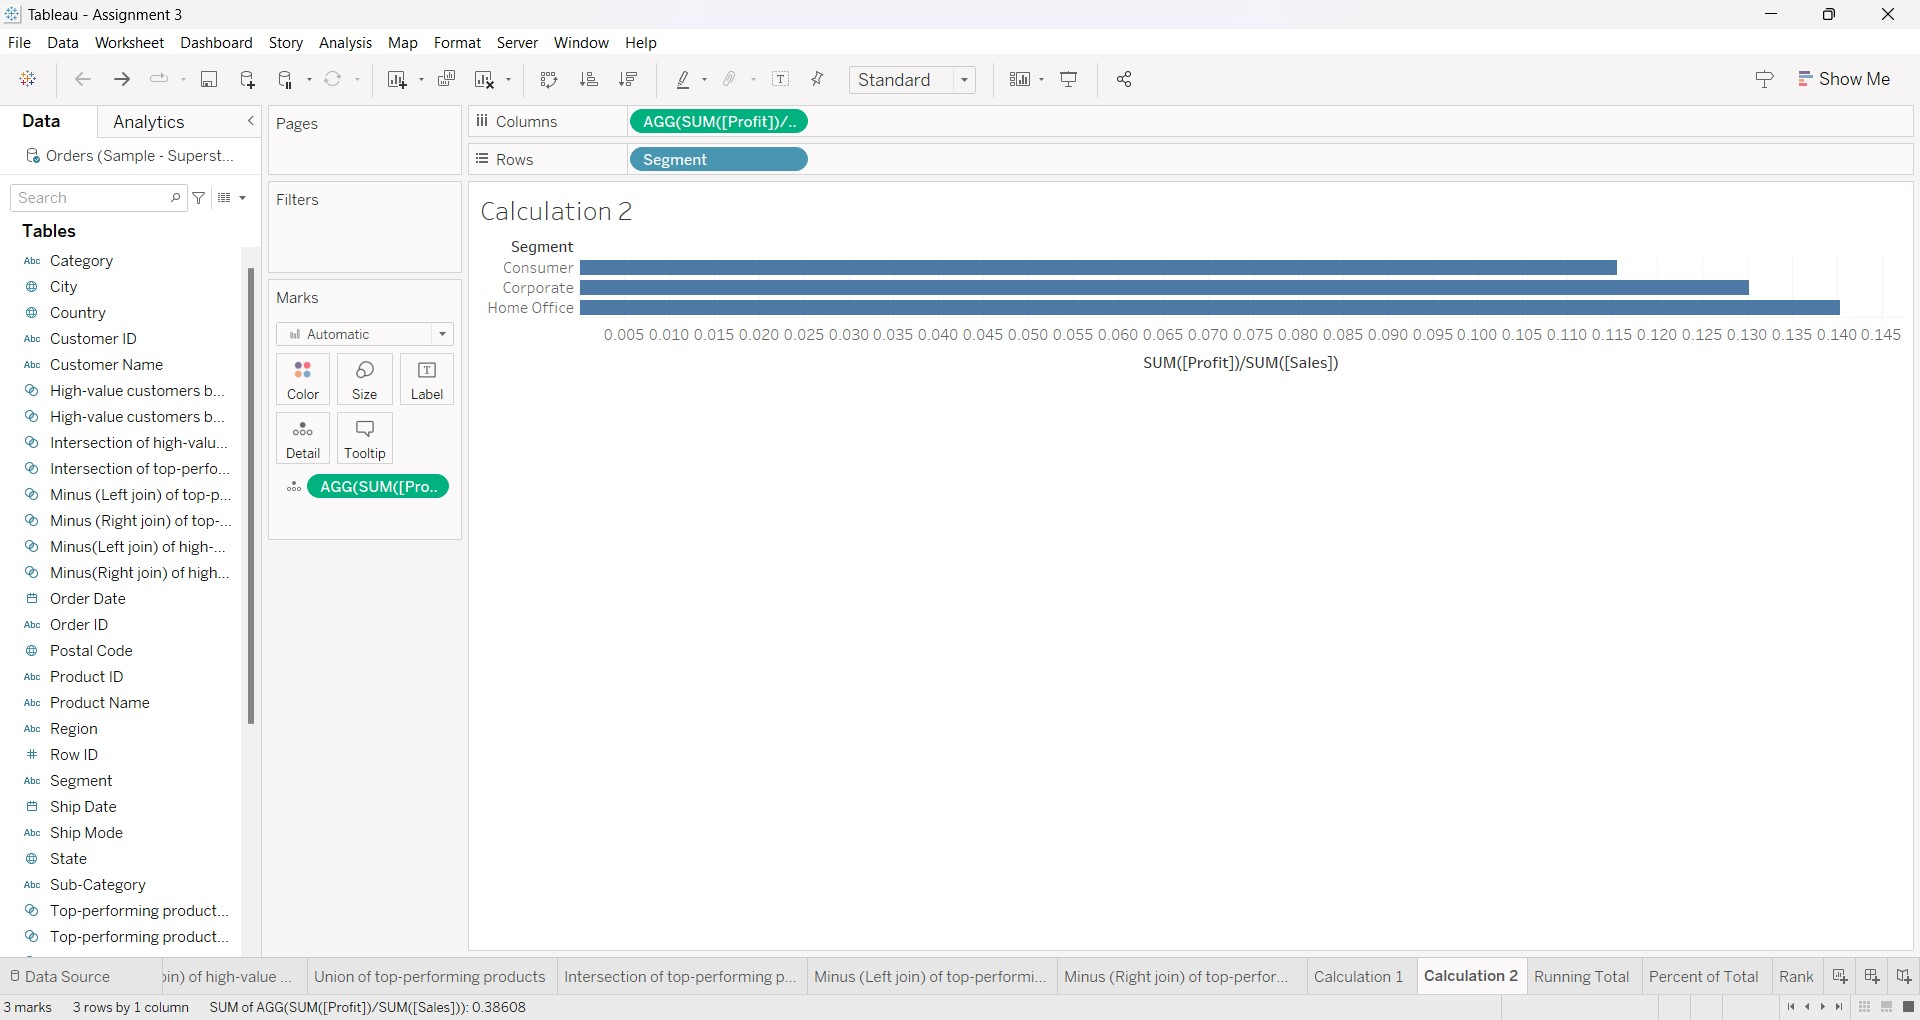 Tableau - Assignment 3
File Data Worksheet Dashboard Story Analysis Map Format Server Window Help
Standard
Show Me
Data Analytics
Orders (Sample - Superst...
Search
Tables
Abc Category
City
Country
Abc Customer ID
Abc Customer Name
High-value customers b...
High-value customers b...
Intersection of high-valu...
Intersection of top-perfo...
Minus (Left join) of top-p...
Minus (Right join) of top-...
Minus(Left join) of high-...
Minus(Right join) of high...
Order Date
Abc Order ID
Postal Code
Abc Product ID
Abc Product Name
Abc Region
# Row ID
Abc Segment
Ship Date
Abc Ship Mode
State
Abc Sub-Category
Top-performing product...
Top-performing product...
Pages
Filters
Marks
Automatic
Color Size Label
Detail Tooltip
AGG(SUM([Pro..
Columns AGG(SUM([Profit])/..
Rows Segment
Calculation 2
Segment
Consumer
Corporate
Home Office
0.005 0.010 0.015 0.020 0.025 0.030 0.035 0.040 0.045 0.050 0.055 0.060 0.065 0.070 0.075 0.080 0.085 0.090 0.095 0.100 0.105 0.110 0.115 0.120 0.125 0.130 0.135 0.140 0.145
SUM([Profit])/SUM([Sales])
Data Source oin) of high-value ... Union of top-performing products Intersection of top-performing p... Minus (Left join) of top-performi... Minus (Right join) of top-perfor... Calculation 1 Calculation 2 Running Total Percent of Total Rank
3 marks 3 rows by 1 column SUM of AGG(SUM([Profit])/SUM([Sales])): 0.38608